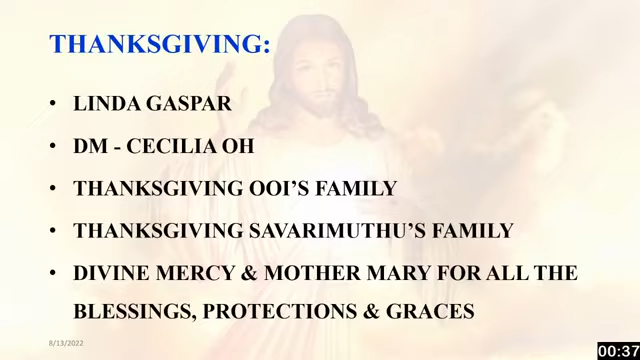 THANKSGIVING:
• LINDA GASPAR
• DM - CECILIA OH
• THANKSGIVING OOI'S FAMILY
• THANKSGIVING SAVARIMUTHU'S FAMILY
• DIVINE MERCY & MOTHER MARY FOR ALL THE
BLESSINGS, PROTECTIONS & GRACES
8/13/2022
00:37